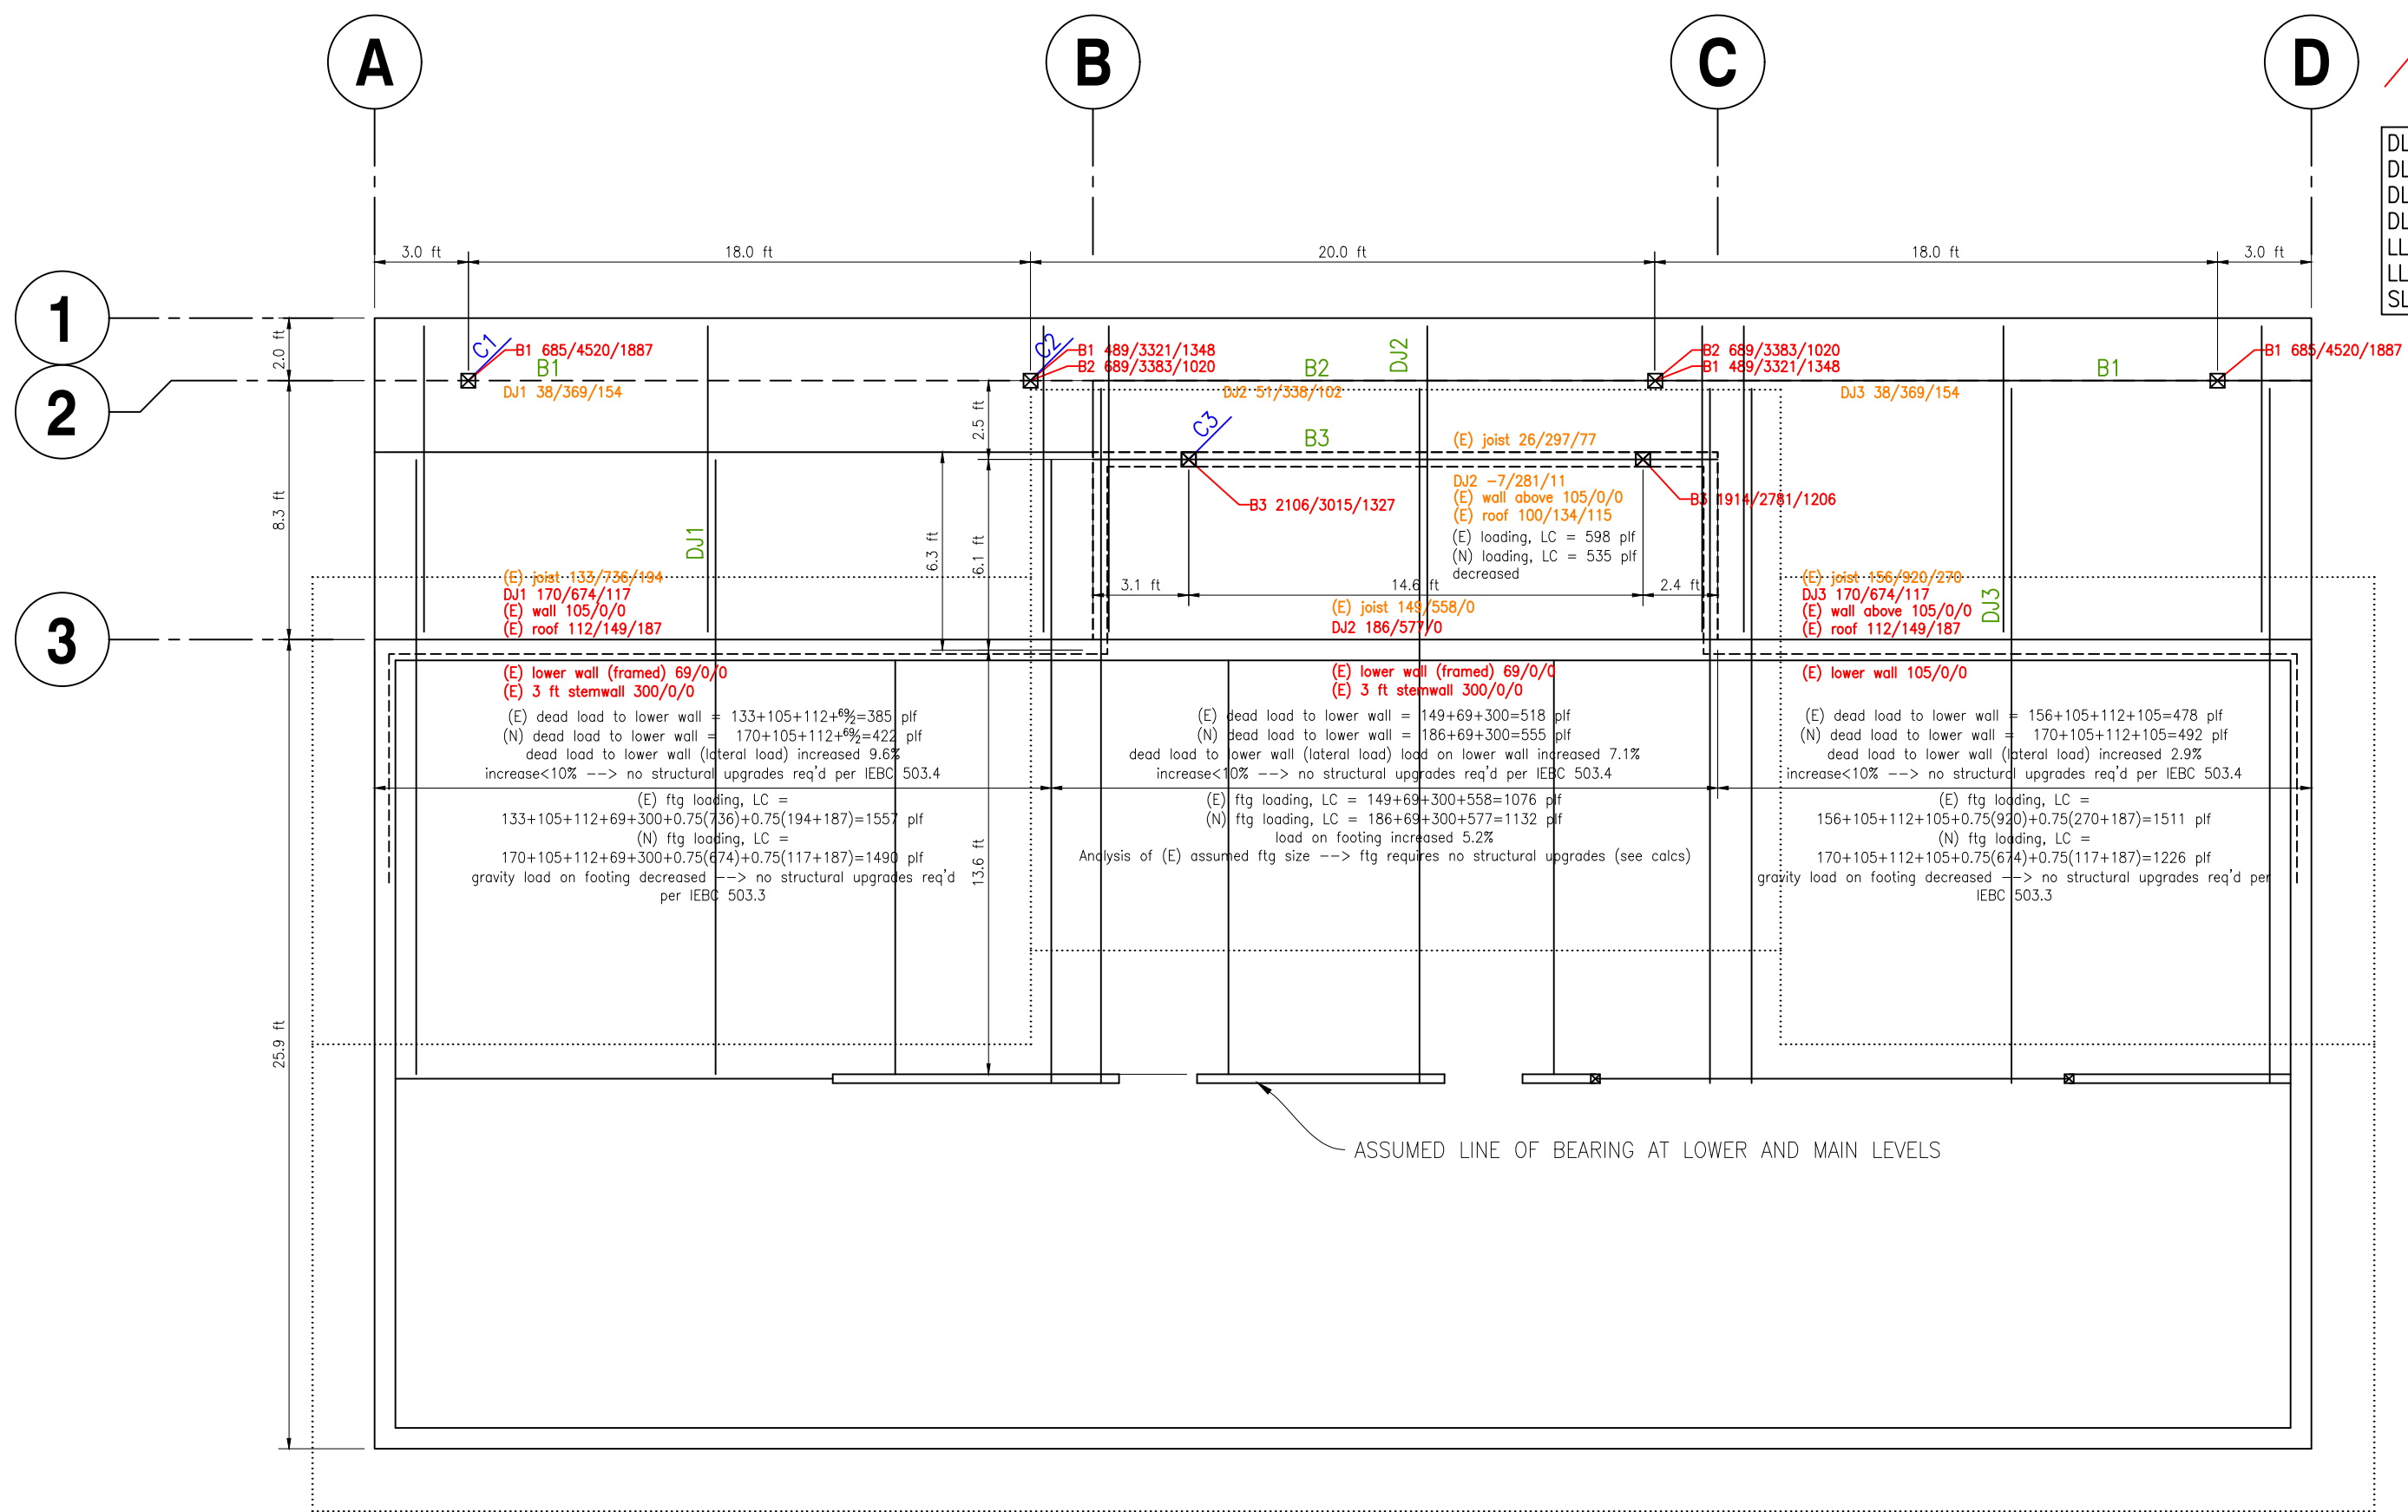 A
B
C
D
DL
DL
DL
DL
LL
LL
SL
3.0 ft
18.0 ft
20.0 ft
18.0 ft
3.0 ft
1
2
3
2.0 ft
8.3 ft
25.9 ft
C1
B1 685/4520/1887
B1
DJ1 38/369/154
C2
B1 489/3321/1348
B2 689/3383/1020
B2
DJ2 51/338/102
DJ2
B2 689/3383/1020
B1 489/3321/1348
B1
DJ3 38/369/154
B1 685/4520/1887
2.5 ft
C3
B3
(E) joist 26/297/77
B3 2106/3015/1327
DJ2 -7/281/11
(E) wall above 105/0/0
(E) roof 100/134/115
(E) loading, LC = 598 plf
(N) loading, LC = 535 plf
decreased
B3 1914/2781/1206
DJ1
6.3 ft
6.1 ft
3.1 ft
14.6 ft
2.4 ft
DJ3
(E) joist 133/736/194
DJ1 170/674/117
(E) wall 105/0/0
(E) roof 112/149/187
(E) joist 149/558/0
DJ2 186/577/0
(E) joist 156/920/270
DJ3 170/674/117
(E) wall above 105/0/0
(E) roof 112/149/187
(E) lower wall (framed) 69/0/0
(E) 3 ft stemwall 300/0/0
(E) dead load to lower wall = 133+105+112+69/2=385 plf
(N) dead load to lower wall = 170+105+112+69/2=422 plf
dead load to lower wall (lateral load) increased 9.6%
increase<10% --> no structural upgrades req'd per IEBC 503.4
(E) ftg loading, LC =
133+105+112+69+300+0.75(736)+0.75(194+187)=1557 plf
(N) ftg loading, LC =
170+105+112+69+300+0.75(674)+0.75(117+187)=1490 plf
gravity load on footing decreased --> no structural upgrades req'd
per IEBC 503.3
(E) lower wall (framed) 69/0/0
(E) 3 ft stemwall 300/0/0
(E) dead load to lower wall = 149+69+300=518 plf
(N) dead load to lower wall = 186+69+300=555 plf
dead load to lower wall (lateral load) load on lower wall increased 7.1%
increase<10% --> no structural upgrades req'd per IEBC 503.4
(E) ftg loading, LC = 149+69+300+558=1076 plf
(N) ftg loading, LC = 186+69+300+577=1132 plf
load on footing increased 5.2%
Analysis of (E) assumed ftg size --> ftg requires no structural upgrades (see calcs)
(E) lower wall 105/0/0
(E) dead load to lower wall = 156+105+112+105=478 plf
(N) dead load to lower wall = 170+105+112+105=492 plf
dead load to lower wall (lateral load) increased 2.9%
increase<10% --> no structural upgrades req'd per IEBC 503.4
(E) ftg loading, LC =
156+105+112+105+0.75(920)+0.75(270+187)=1511 plf
(N) ftg loading, LC =
170+105+112+105+0.75(674)+0.75(117+187)=1226 plf
gravity load on footing decreased --> no structural upgrades req'd per
IEBC 503.3
13.6 ft
ASSUMED LINE OF BEARING AT LOWER AND MAIN LEVELS